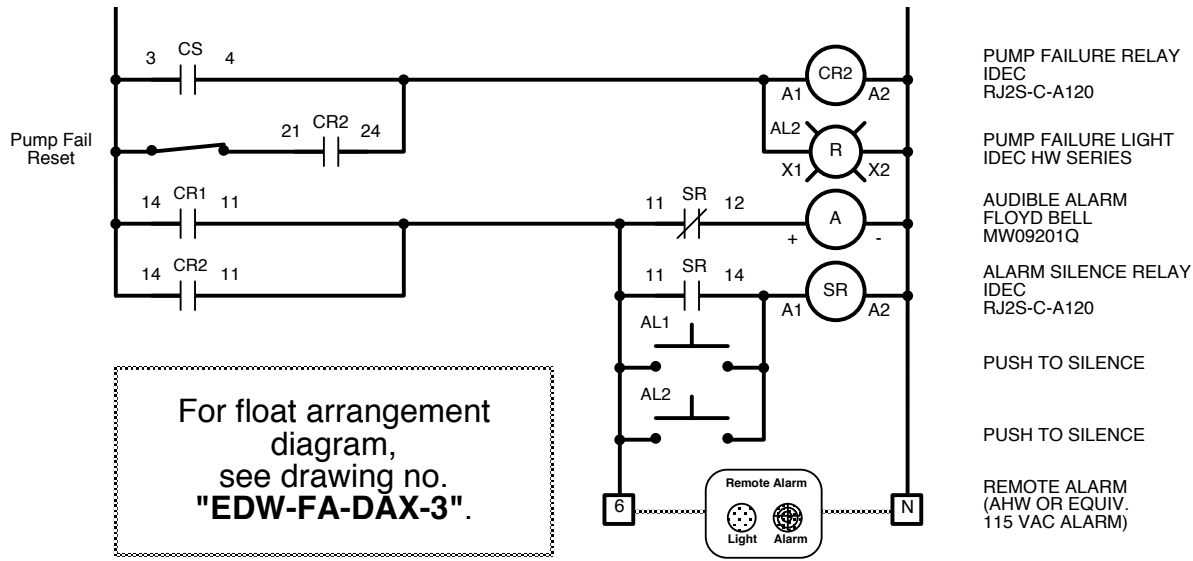 3 CS 4
CR2
A1 A2
PUMP FAILURE RELAY
IDEC
RJ2S-C-A120
Pump Fail
Reset
21 CR2 24
AL2
R
X1 X2
PUMP FAILURE LIGHT
IDEC HW SERIES
14 CR1 11
11 SR 12
A
+ -
AUDIBLE ALARM
FLOYD BELL
MW09201Q
14 CR2 11
11 SR 14
SR
A1 A2
ALARM SILENCE RELAY
IDEC
RJ2S-C-A120
AL1
PUSH TO SILENCE
AL2
PUSH TO SILENCE
For float arrangement
diagram,
see drawing no.
"EDW-FA-DAX-3".
6
Remote Alarm
Light Alarm
N
REMOTE ALARM
(AHW OR EQUIV.
115 VAC ALARM)